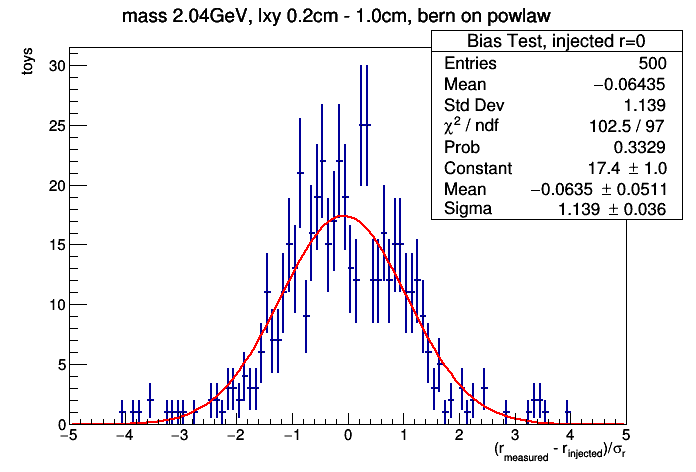 mass 2.04GeV, lxy 0.2cm - 1.0cm, bern on powlaw
Bias Test, injected r=0
Entries 500
Mean −0.06435
Std Dev 1.139
χ² / ndf 102.5 / 97
Prob 0.3329
Constant 17.4 ± 1.0
Mean −0.0635 ± 0.0511
Sigma 1.139 ± 0.036
toys
30
25
20
15
10
5
0
−5 −4 −3 −2 −1 0 1 2 3 4 5
(r_measured - r_injected)/σ_r